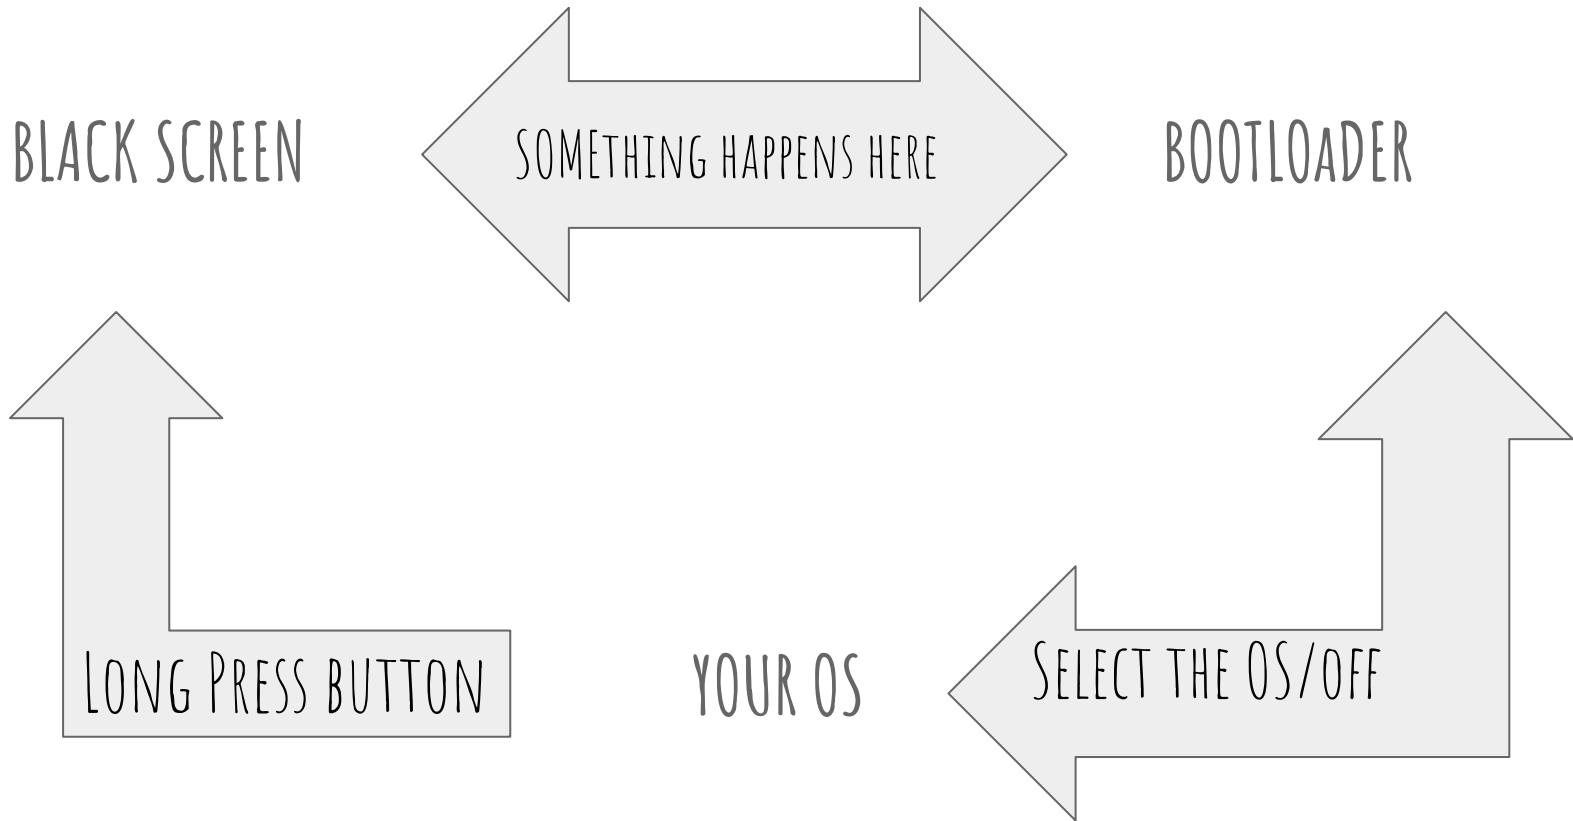 BLACK SCREEN
SOMETHING HAPPENS HERE
BOOTLOADER
LONG PRESS BUTTON
YOUR OS
SELECT THE OS/OFF